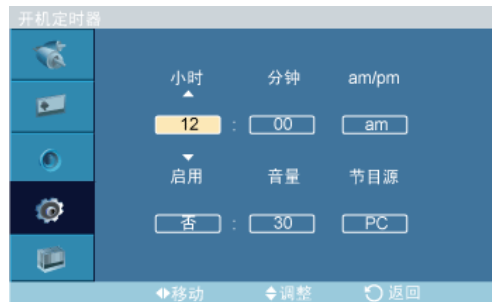 开机定时器
小时 分钟 am/pm
12 : 00 am
启用 音量 节目源
否 : 30 PC
移动 调整 返回